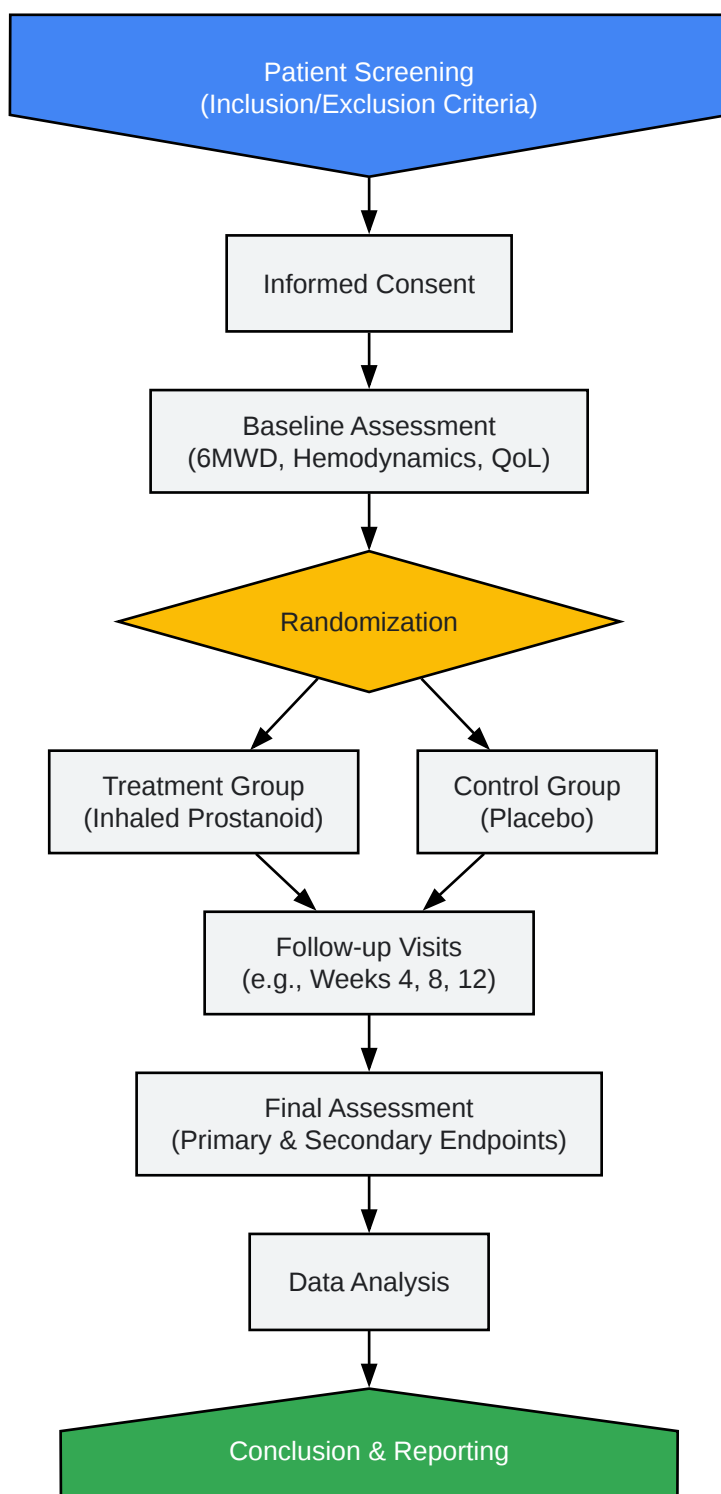 Patient Screening
(Inclusion/Exclusion Criteria)
Informed Consent
Baseline Assessment
(6MWD, Hemodynamics, QoL)
Randomization
Treatment Group
(Inhaled Prostanoid)
Control Group
(Placebo)
Follow-up Visits
(e.g., Weeks 4, 8, 12)
Final Assessment
(Primary & Secondary Endpoints)
Data Analysis
Conclusion & Reporting